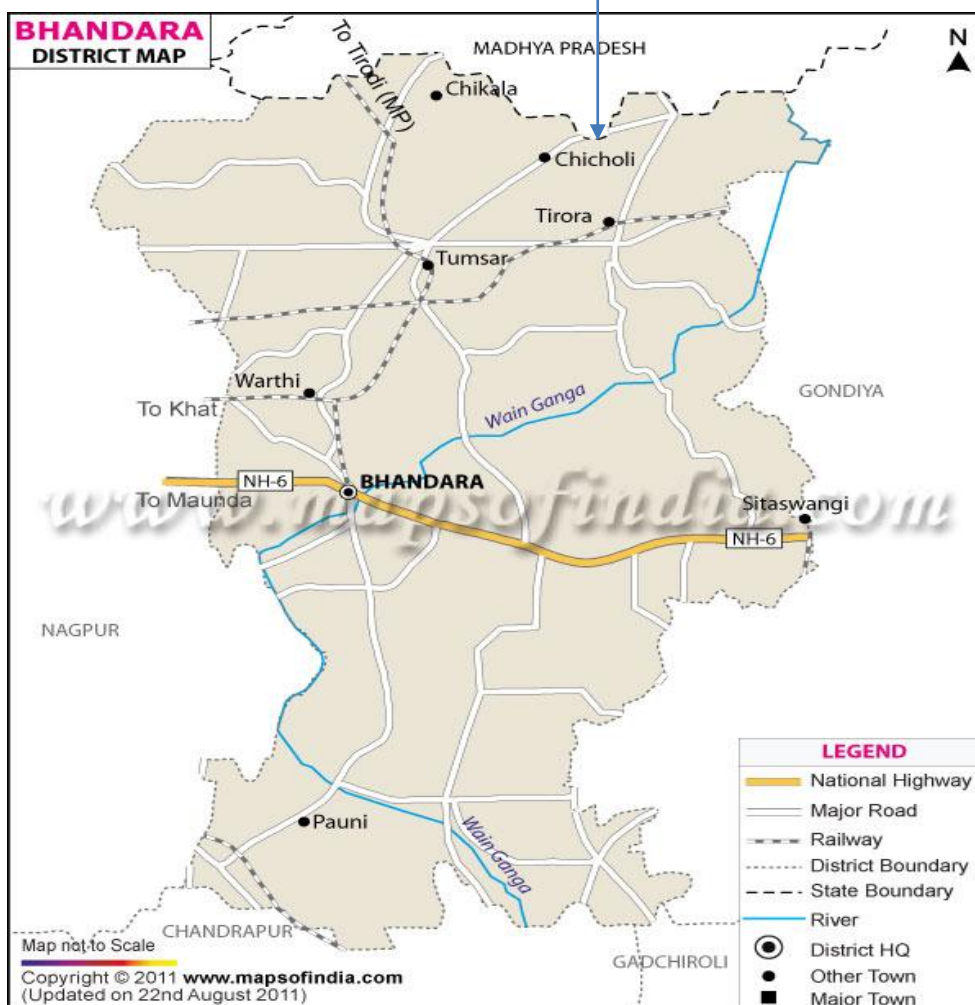 BHANDARA
DISTRICT MAP
MADHYA PRADESH
N
To Tirodi (MP)
Chikala
Chicholi
Tirora
Tumsar
Warthi
To Khat
Wain Ganga
GONDIYA
NH-6
BHANDARA
To Maunda
Sitaswangi
www.mapsofindia.com
NH-6
NAGPUR
Pauni
Wain Ganga
CHANDRAPUR
GADCHIROLI
LEGEND
National Highway
Major Road
Railway
District Boundary
State Boundary
River
District HQ
Other Town
Major Town
Map not to Scale
Copyright © 2011 www.mapsofindia.com
(Updated on 22nd August 2011)